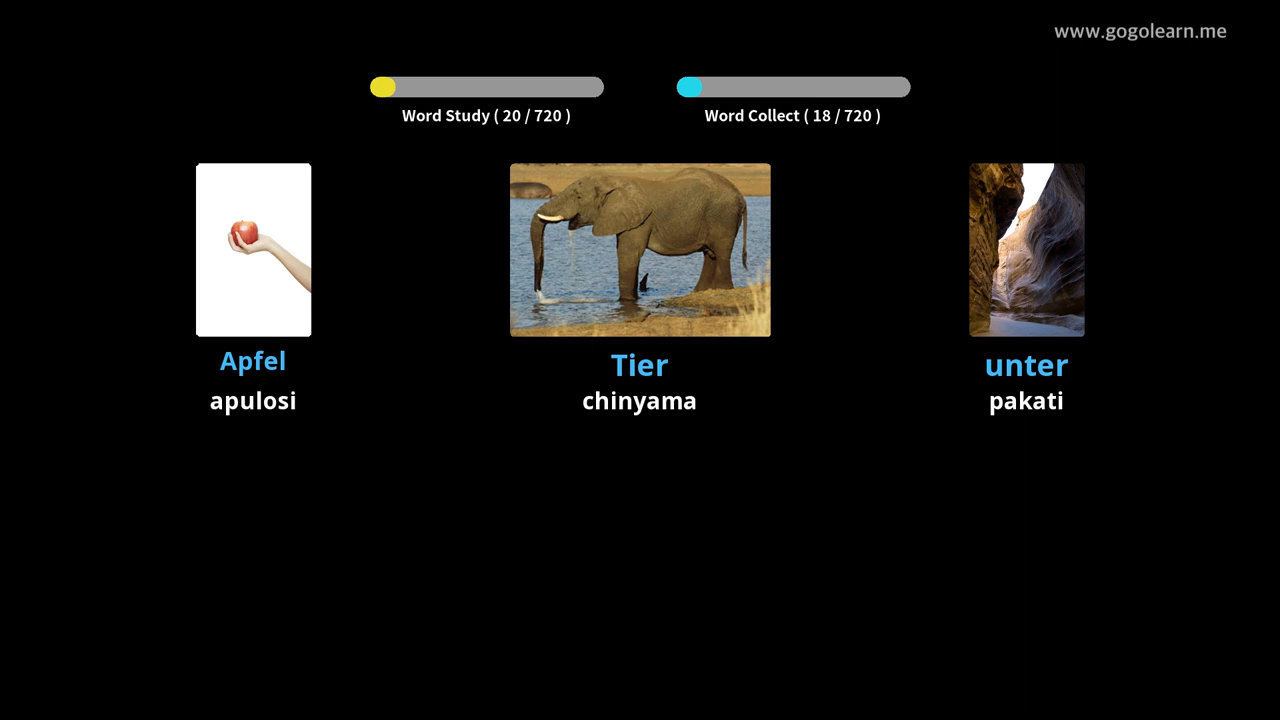 www.gogolearn.me
Word Study ( 20 / 720 )
Word Collect ( 18 / 720 )
Apfel
apulosi
Tier
chinyama
unter
pakati